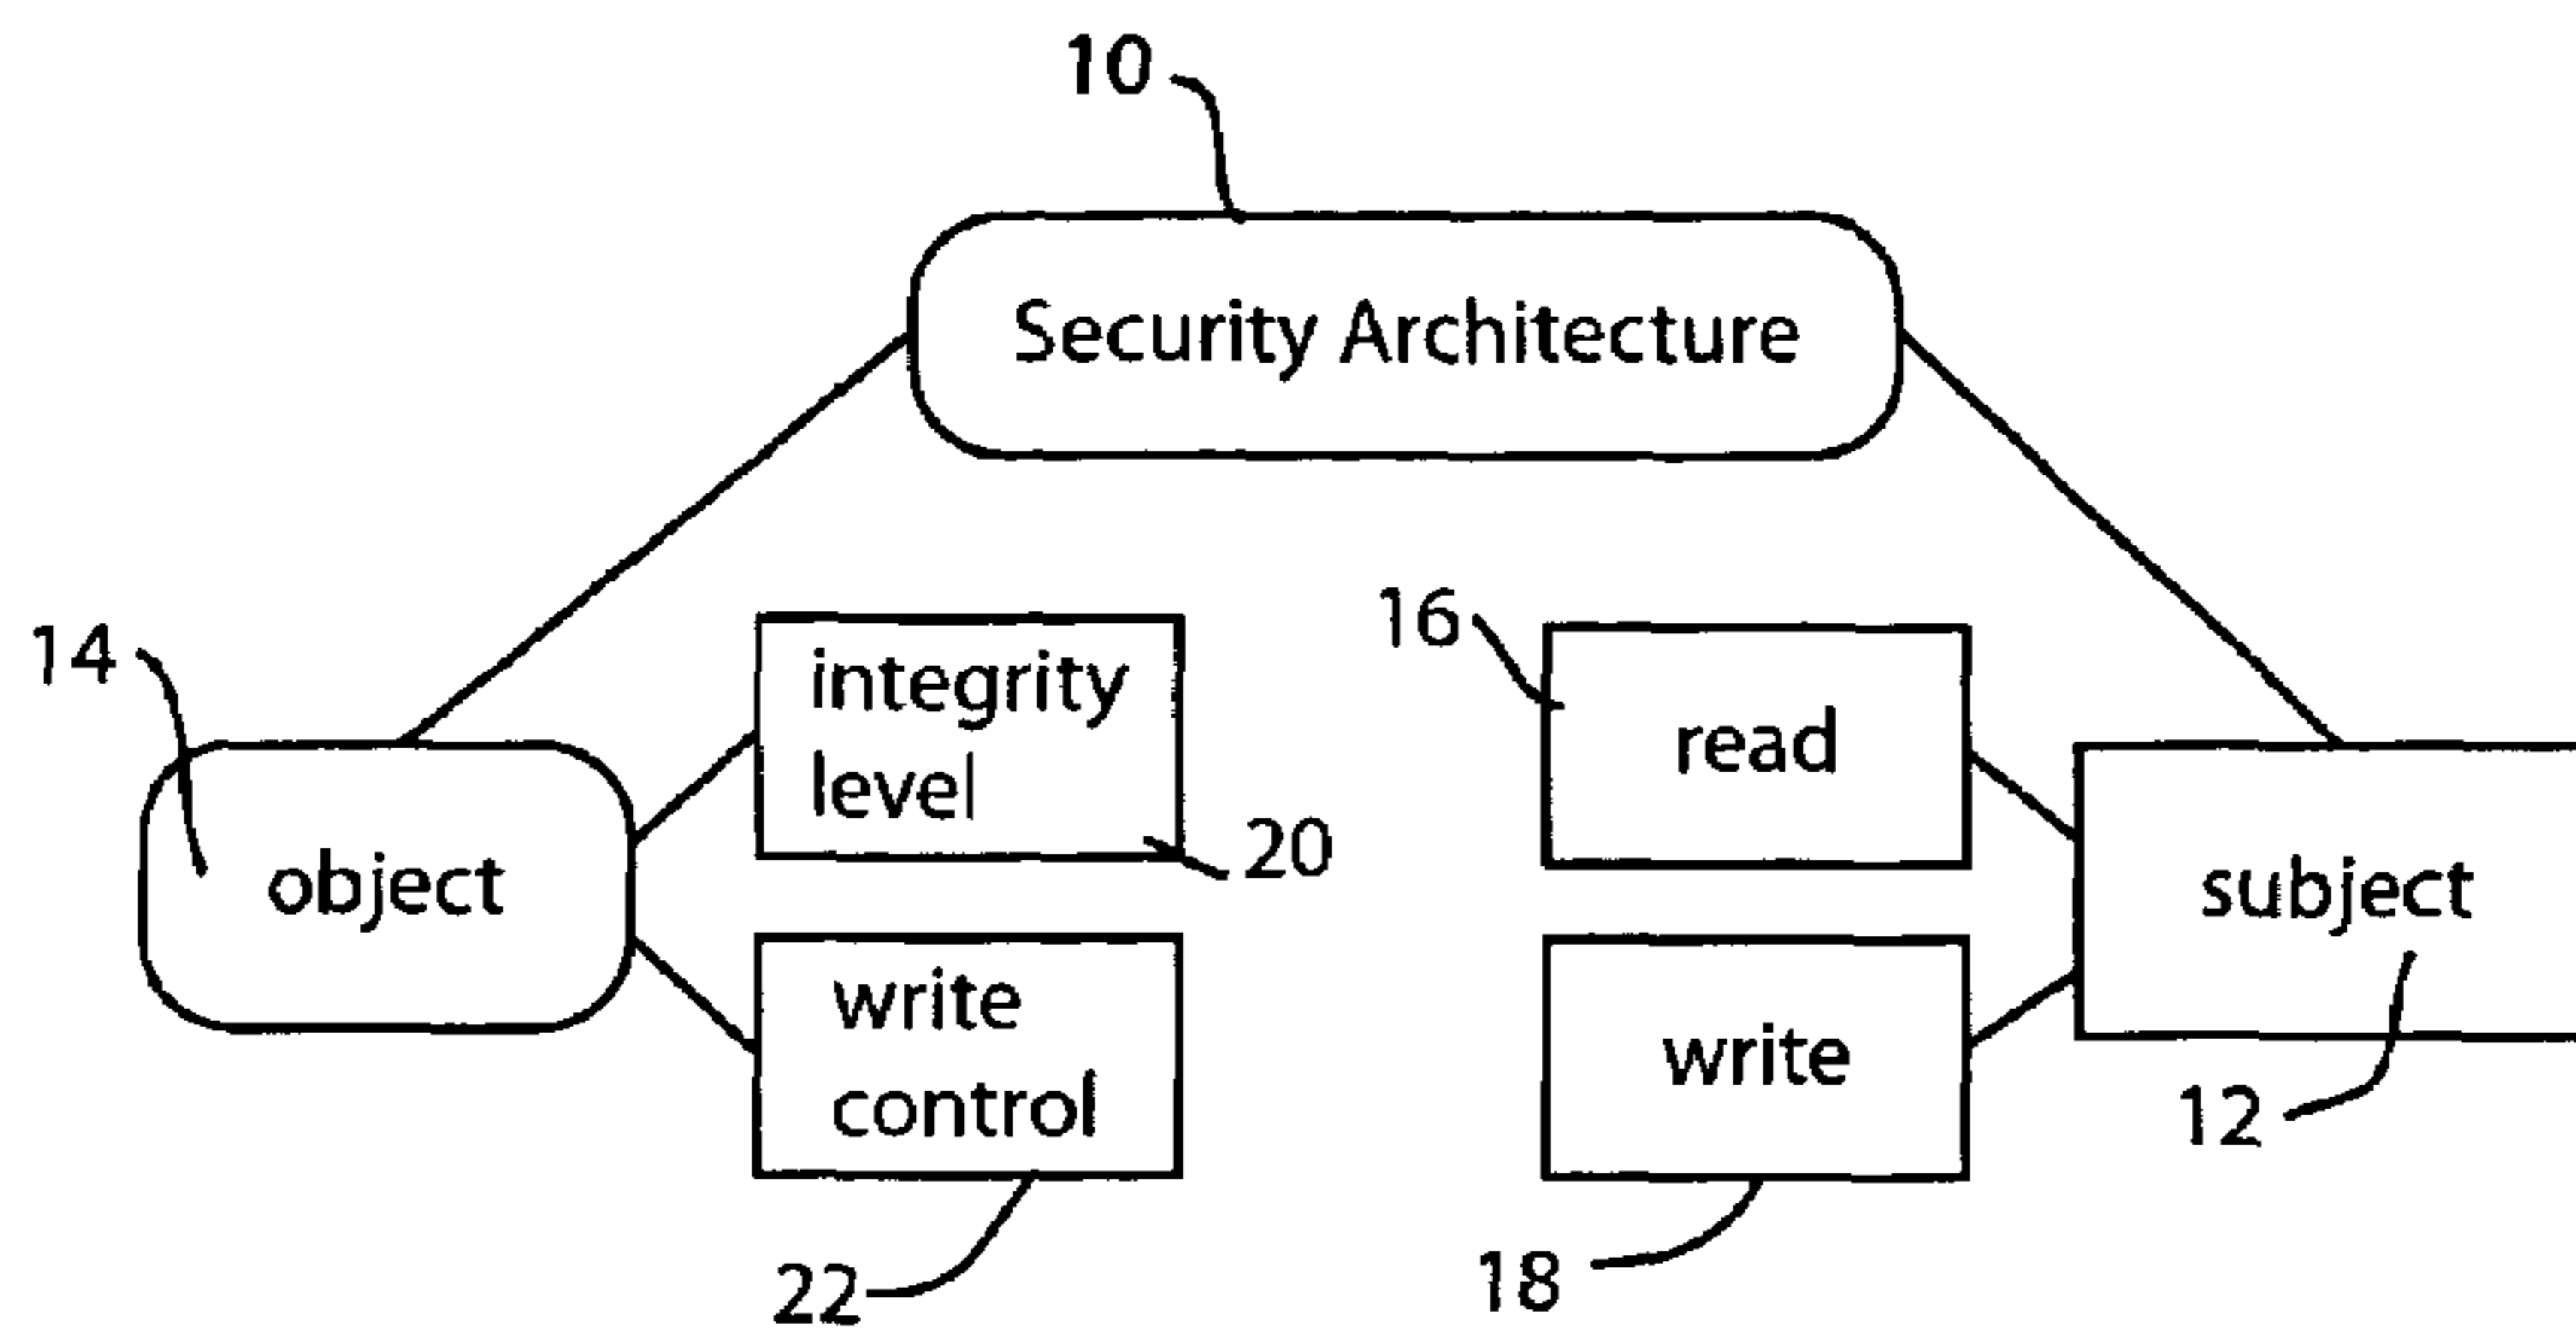 10
Security Architecture
14
integrity
level
20
16
read
object
subject
write
control
22
write
18
12